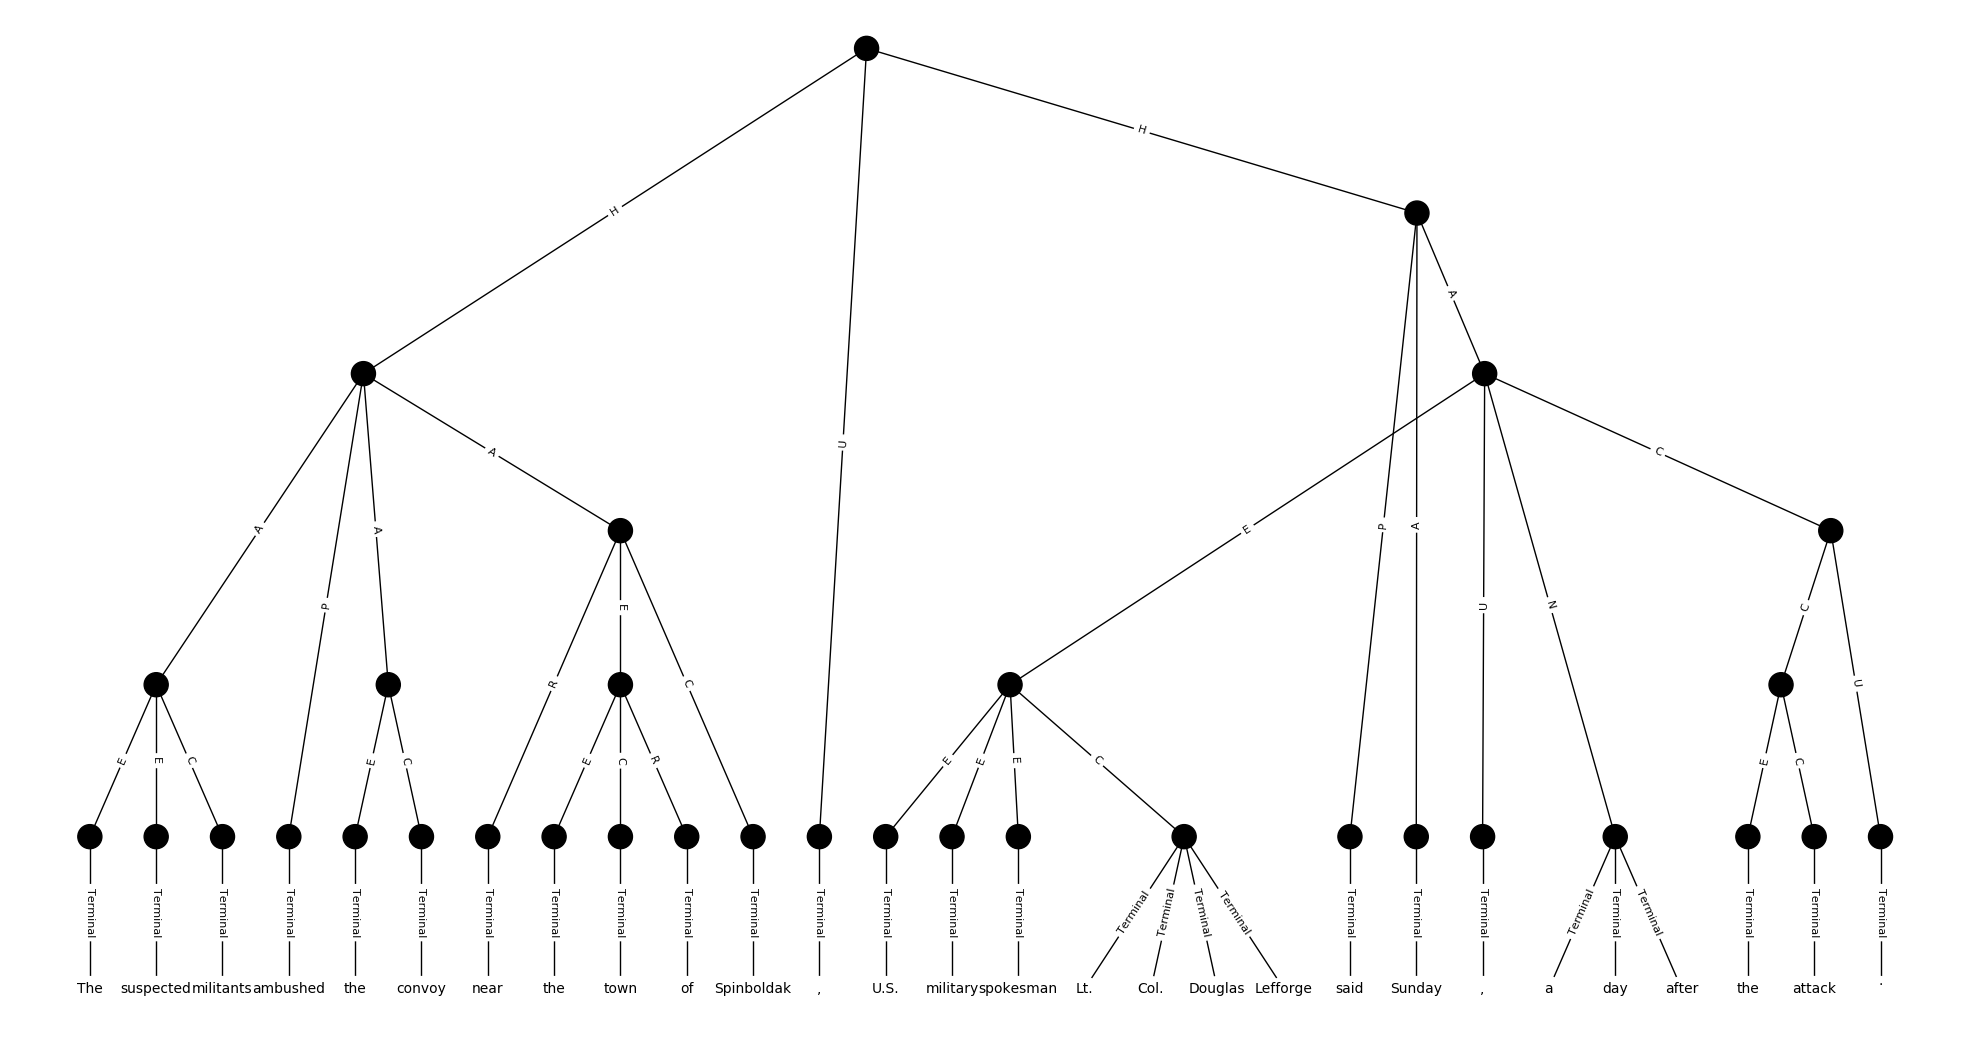 H
H
A
U
A
C
A
P
A
E
P
A
E
U
N
C
R
C
C
U
E
E
C
E
C
E
C
R
E
E
E
C
E
C
Terminal Terminal Terminal Terminal Terminal Terminal Terminal Terminal Terminal Terminal Terminal Terminal Terminal Terminal Terminal Terminal Terminal Terminal Terminal Terminal Terminal Terminal Terminal Terminal Terminal Terminal Terminal Terminal
The suspected militants ambushed the convoy near the town of Spinboldak , U.S. military spokesman Lt. Col. Douglas Lefforge said Sunday , a day after the attack .